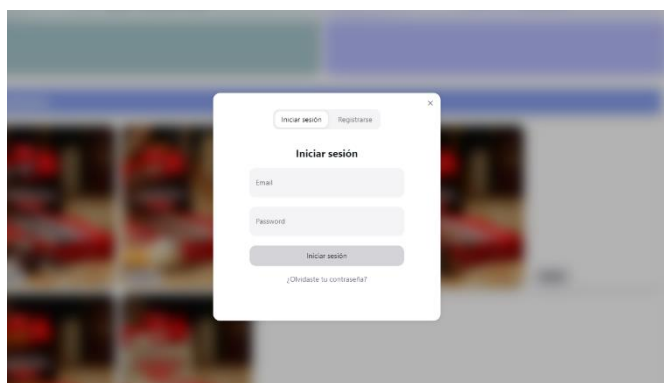 Iniciar sesión Registrarse
Iniciar sesión
Email
Password
Iniciar sesión
¿Olvidaste tu contraseña?